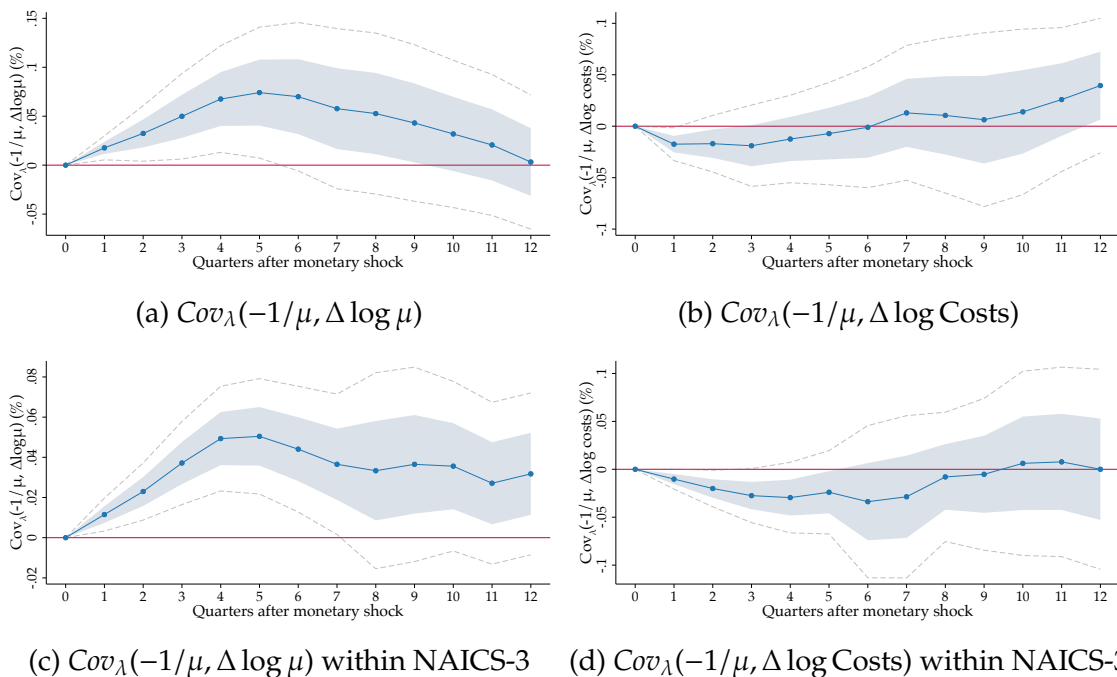 .15
.1
.05
0
-.05
Cov_λ(-1/μ, Δlogμ) (%)
0 1 2 3 4 5 6 7 8 9 10 11 12
Quarters after monetary shock
(a) Cov_λ(−1/μ, Δ log μ)
.1
.05
0
-.05
-.1
Cov_λ(-1/μ, Δlog costs) (%)
0 1 2 3 4 5 6 7 8 9 10 11 12
Quarters after monetary shock
(b) Cov_λ(−1/μ, Δ log Costs)
.08
.06
.04
.02
0
-.02
Cov_λ(-1/μ, Δlogμ) (%)
0 1 2 3 4 5 6 7 8 9 10 11 12
Quarters after monetary shock
(c) Cov_λ(−1/μ, Δ log μ) within NAICS-3
.1
.05
0
-.05
-.1
Cov_λ(-1/μ, Δlog costs) (%)
0 1 2 3 4 5 6 7 8 9 10 11 12
Quarters after monetary shock
(d) Cov_λ(−1/μ, Δ log Costs) within NAICS-3